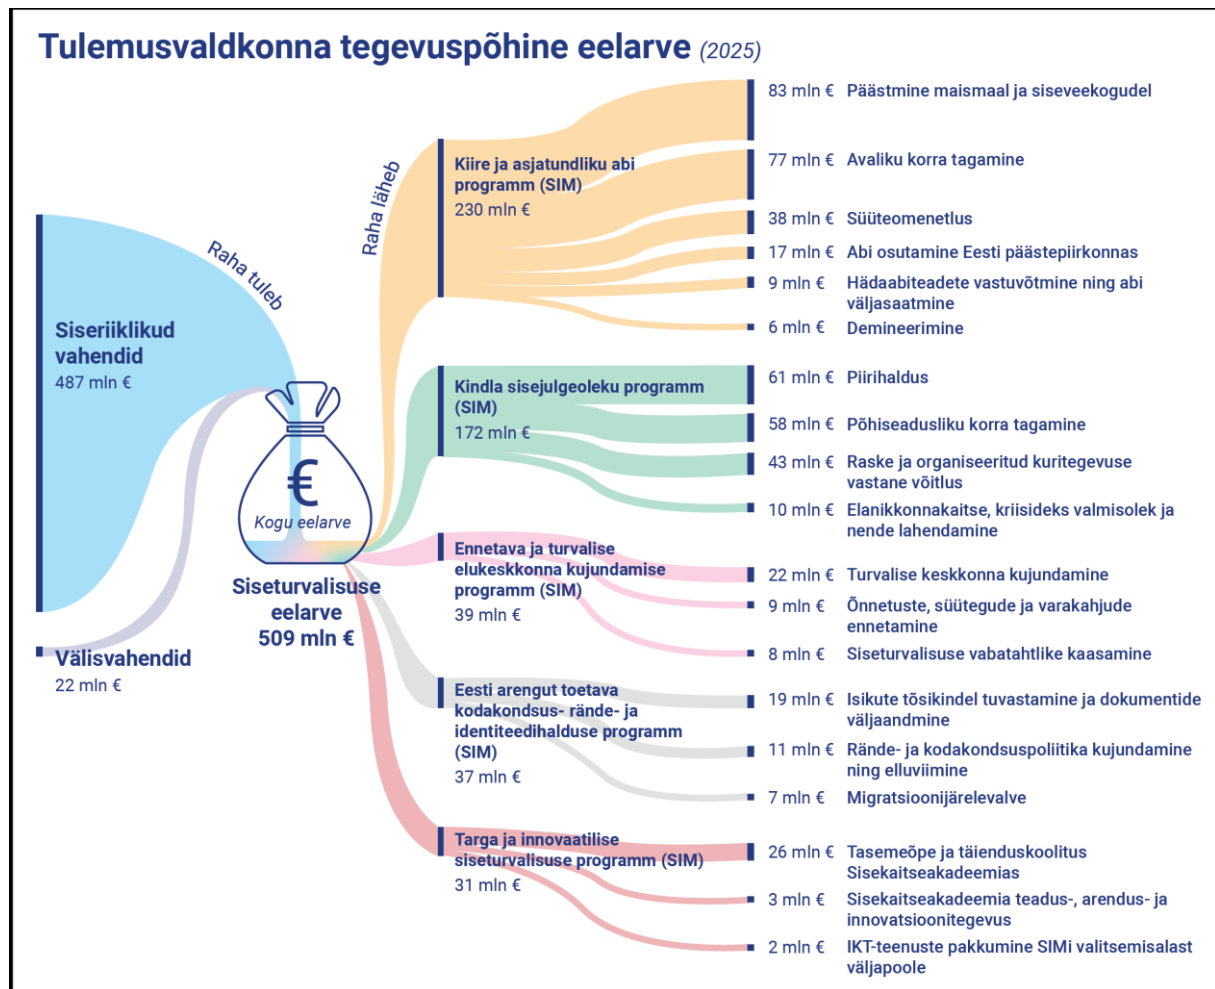 Tulemusvaldkonna tegevuspõhine eelarve (2025)
Raha tuleb
Siseriiklikud
vahendid
487 mln €
Välisvahendid
22 mln €
€
Kogu eelarve
Siseturvalisuse
eelarve
509 mln €
Raha läheb
Kiire ja asjatundliku abi
programm (SIM)
230 mln €
83 mln € Päästmine maismaal ja siseveekogudel
77 mln € Avaliku korra tagamine
38 mln € Süüteomenetlus
17 mln € Abi osutamine Eesti päästepiirkonnas
9 mln € Hädaabiteadete vastuvõtmine ning abi
väljasaatmine
6 mln € Demineerimine
Kindla sisejulgeoleku programm
(SIM)
172 mln €
61 mln € Piirihaldus
58 mln € Põhiseadusliku korra tagamine
43 mln € Raske ja organiseeritud kuritegevuse
vastane võitlus
10 mln € Elanikkonnakaitse, kriisideks valmisolek ja
nende lahendamine
Ennetava ja turvalise
elukeskkonna kujundamise
programm (SIM)
39 mln €
22 mln € Turvalise keskkonna kujundamine
9 mln € Õnnetuste, süütegude ja varakahjude
ennetamine
8 mln € Siseturvalisuse vabatahtlike kaasamine
Eesti arengut toetava
kodakondsus- rände- ja
identiteedihalduse programm
(SIM)
37 mln €
19 mln € Isikute tõsikindel tuvastamine ja dokumentide
väljaandmine
11 mln € Rände- ja kodakondsuspoliitika kujundamine
ning elluviimine
7 mln € Migratsioonijärelevalve
Targa ja innovaatilise
siseturvalisuse programm (SIM)
31 mln €
26 mln € Tasemeõpe ja täienduskoolitus
Sisekaitseakadeemias
3 mln € Sisekaitseakadeemia teadus-, arendus- ja
innovatsioonitegevus
2 mln € IKT-teenuste pakkumine SIMi valitsemisalast
väljapoole